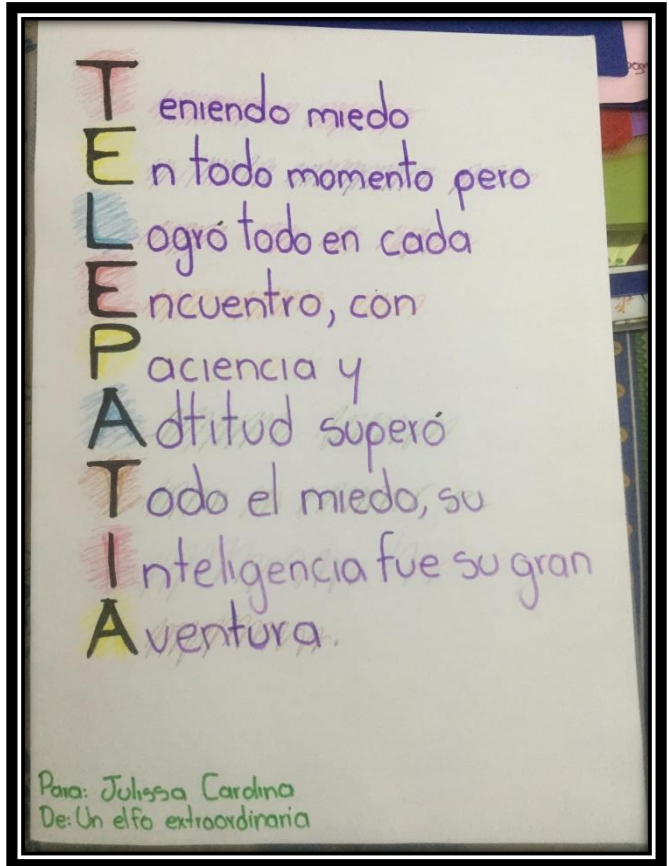 Teniendo miedo
En todo momento pero
Logró todo en cada
Encuentro, con
Paciencia y
Adtitud superó
Todo el miedo, su
Inteligencia fue su gran
Aventura.
Para: Julissa Carolina
De: Un elfo extraordinaria